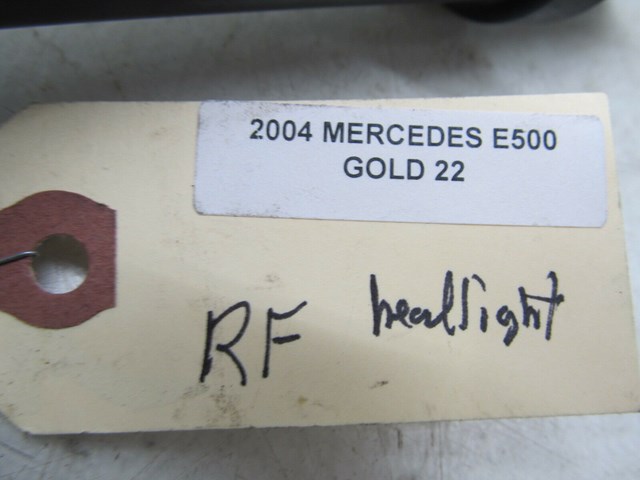 2004 MERCEDES E500
GOLD 22
RF headlight